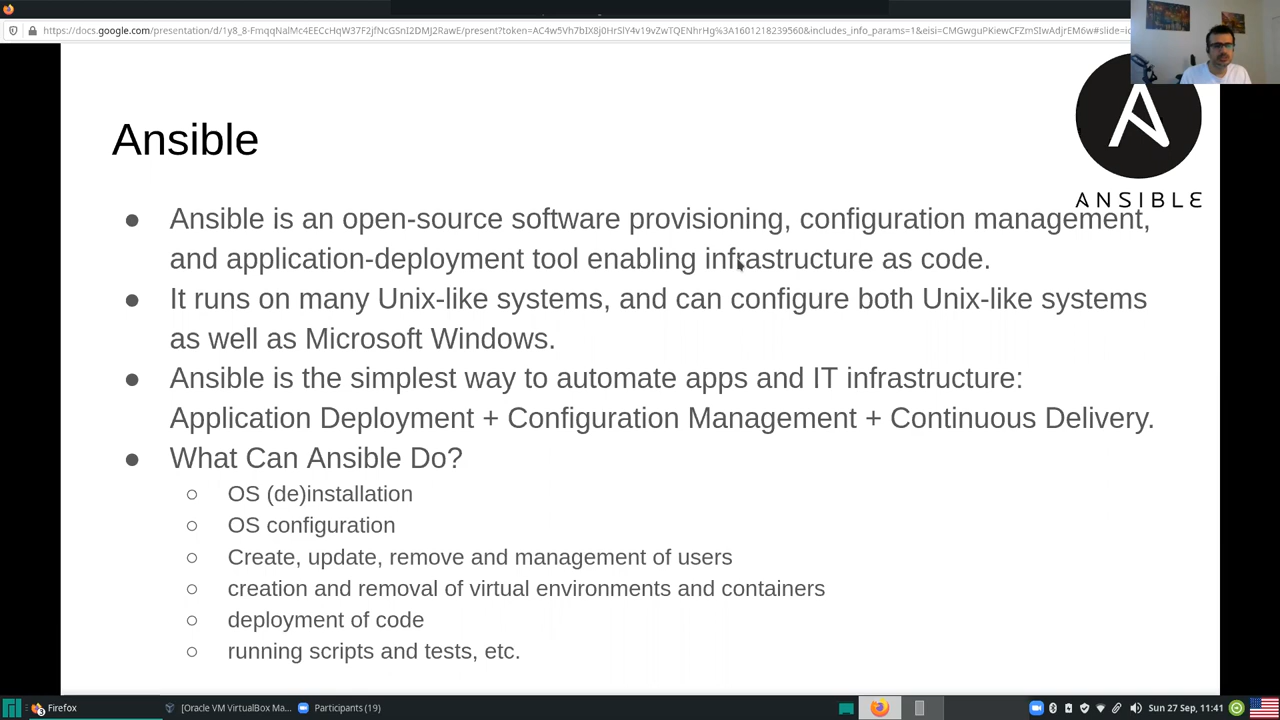 Ansible
ANSIBLE
● Ansible is an open-source software provisioning, configuration management,
and application-deployment tool enabling infrastructure as code.
● It runs on many Unix-like systems, and can configure both Unix-like systems
as well as Microsoft Windows.
● Ansible is the simplest way to automate apps and IT infrastructure:
Application Deployment + Configuration Management + Continuous Delivery.
● What Can Ansible Do?
○ OS (de)installation
○ OS configuration
○ Create, update, remove and management of users
○ creation and removal of virtual environments and containers
○ deployment of code
○ running scripts and tests, etc.
Firefox
[Oracle VM VirtualBox Ma...
Participants (19)
Sun 27 Sep, 11:41